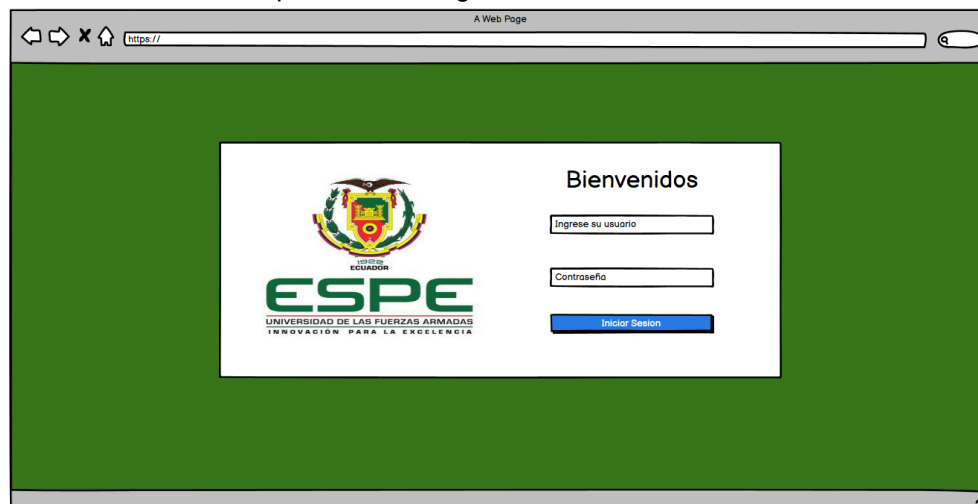 A Web Page
https://
Bienvenidos
Ingrese su usuario
Contraseña
Iniciar Sesion
1922
ECUADOR
ESPE
UNIVERSIDAD DE LAS FUERZAS ARMADAS
INNOVACIÓN PARA LA EXCELENCIA